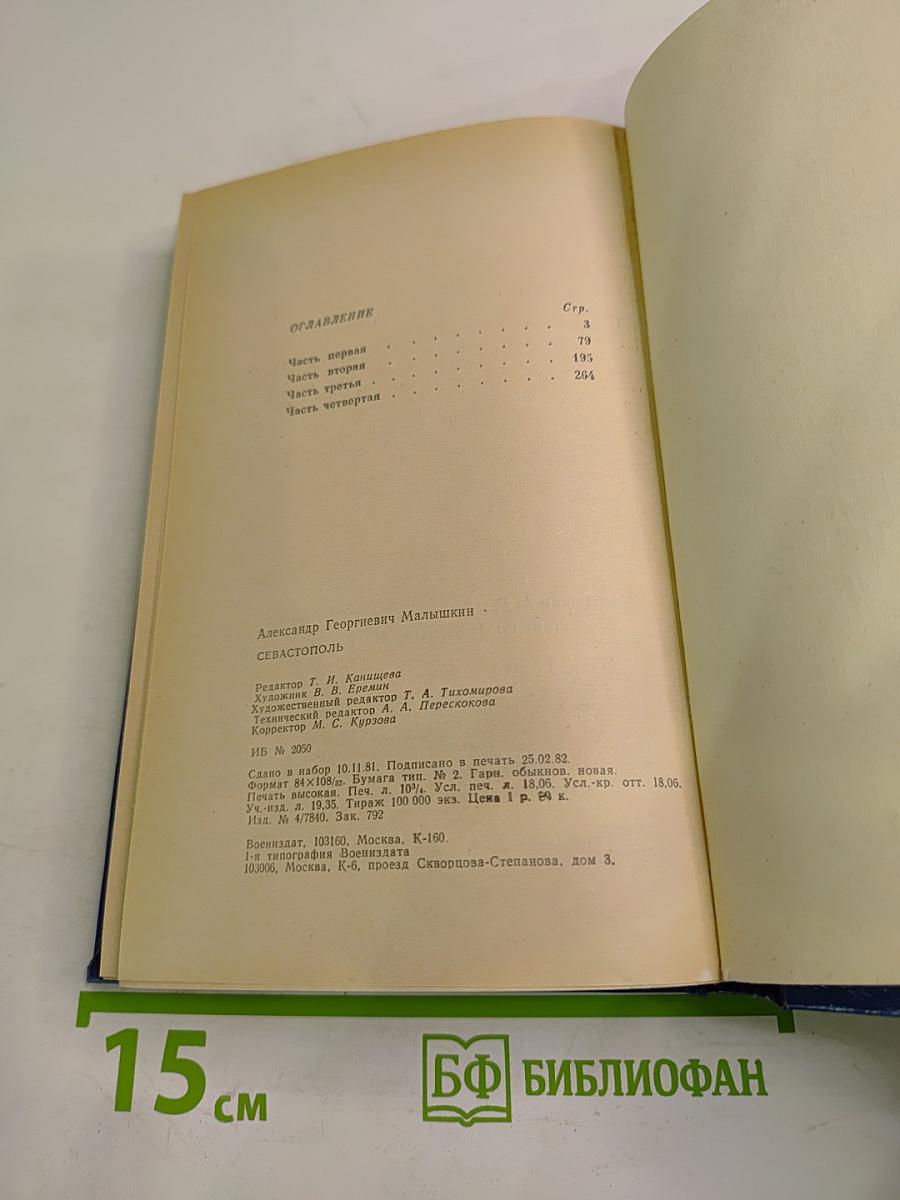 ОГЛАВЛЕНИЕ
Стр.
Часть первая . . . . . . . . 3
Часть вторая . . . . . . . . 79
Часть третья . . . . . . . . 195
Часть четвертая . . . . . . . 264
Александр Георгиевич Малышкин
СЕВАСТОПОЛЬ
Редактор Т. И. Канищева
Художник В. В. Еремин
Художественный редактор Т. А. Тихомирова
Технический редактор А. А. Перескокова
Корректор М. С. Курзова
ИБ № 2050
Сдано в набор 10.11.81. Подписано в печать 25.02.82.
Формат 84×108/32. Бумага тип. № 2. Гарн. обыкнов. новая.
Печать высокая. Печ. л. 10³/₄. Усл. печ. л. 18,06. Усл.-кр. отт. 18,06.
Уч.-изд. л. 19,35. Тираж 100 000 экз. Цена 1 р. к.
Изд. № 4/7840. Зак. 792
Воениздат, 103160, Москва, К-160.
1-я типография Воениздата
103006, Москва, К-6, проезд Скворцова-Степанова, дом 3.
15 см
БФ БИБЛИОФАН